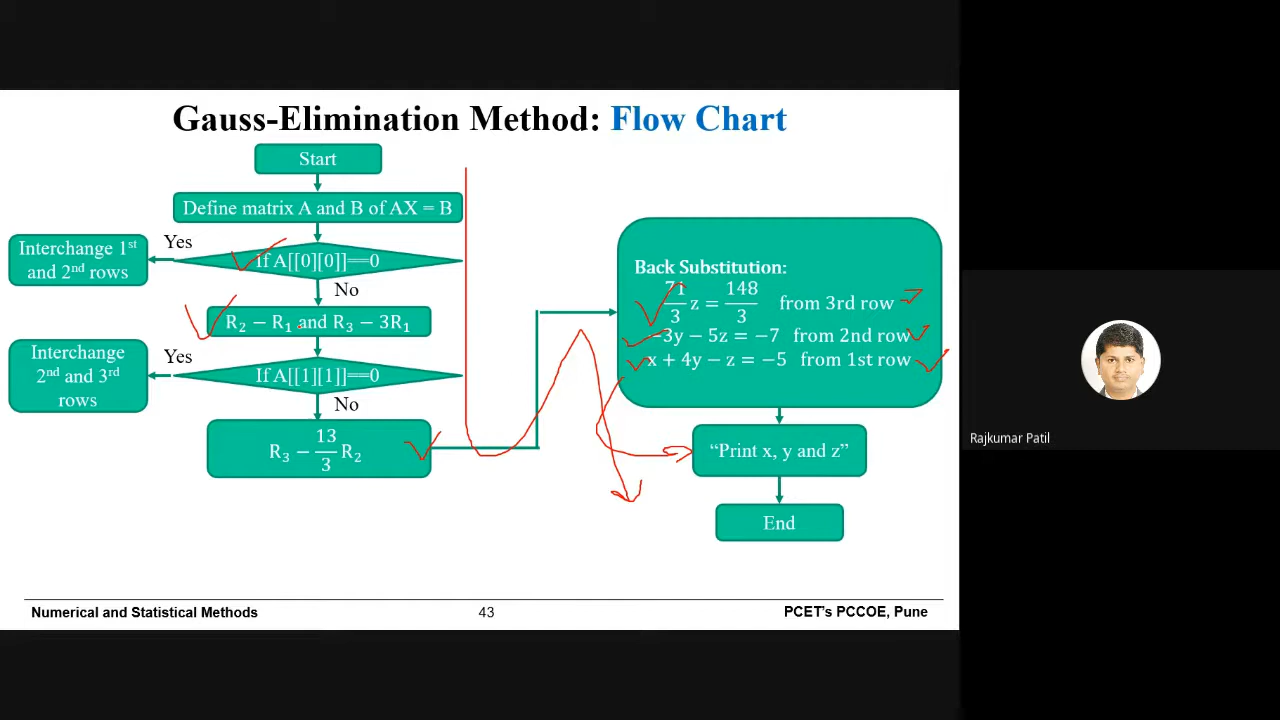 Gauss-Elimination Method: Flow Chart
Start
Define matrix A and B of AX = B
Yes
Interchange 1st
and 2nd rows
If A[[0][0]]==0
No
R₂ − R₁ and R₃ − 3R₁
Yes
Interchange
2nd and 3rd
rows
If A[[1][1]]==0
No
R₃ − 13/3 R₂
Back Substitution:
71/3 z = 148/3 from 3rd row
−3y − 5z = −7 from 2nd row
x + 4y − z = −5 from 1st row
“Print x, y and z”
End
Numerical and Statistical Methods
43
PCET's PCCOE, Pune
Rajkumar Patil